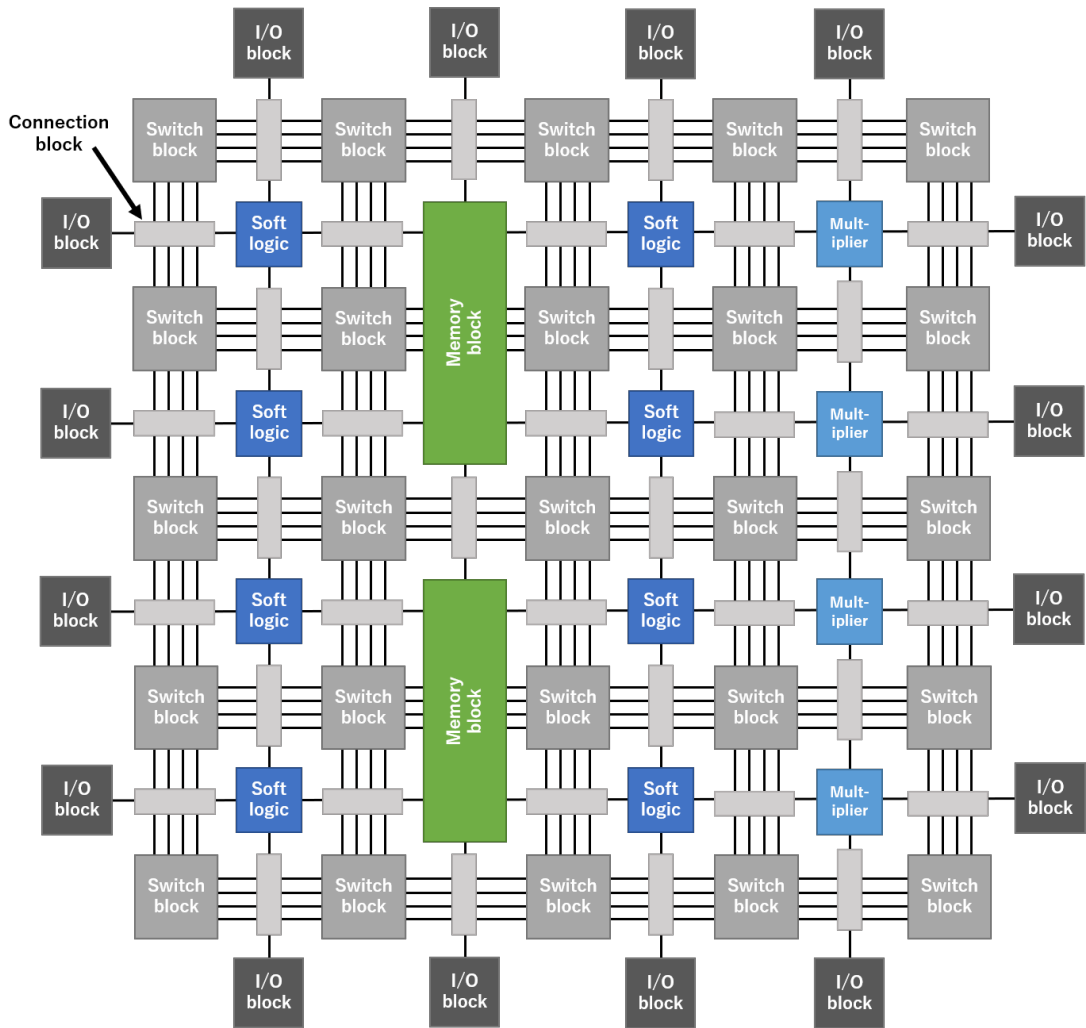 I/O
block
I/O
block
I/O
block
I/O
block
Connection
block
Switch
block
Switch
block
Switch
block
Switch
block
Switch
block
I/O
block
Soft
logic
Soft
logic
Mult-
iplier
I/O
block
Memory
block
Switch
block
Switch
block
Switch
block
Switch
block
Switch
block
I/O
block
Soft
logic
Soft
logic
Mult-
iplier
I/O
block
Switch
block
Switch
block
Switch
block
Switch
block
Switch
block
I/O
block
Soft
logic
Soft
logic
Mult-
iplier
I/O
block
Memory
block
Switch
block
Switch
block
Switch
block
Switch
block
Switch
block
I/O
block
Soft
logic
Soft
logic
Mult-
iplier
I/O
block
Switch
block
Switch
block
Switch
block
Switch
block
Switch
block
I/O
block
I/O
block
I/O
block
I/O
block